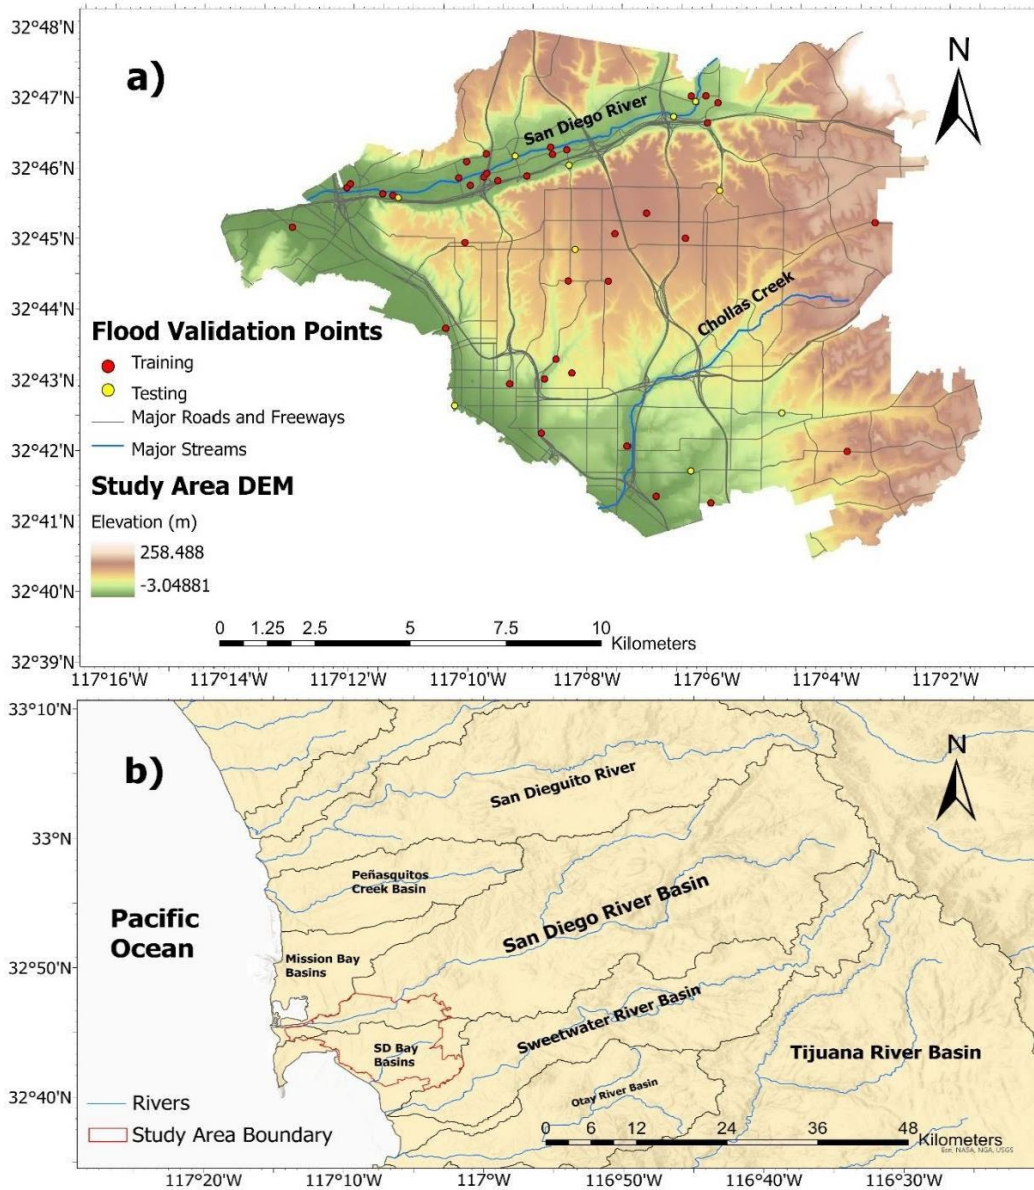 32°48'N
32°47'N
32°46'N
32°45'N
32°44'N
32°43'N
32°42'N
32°41'N
32°40'N
32°39'N
a)
N
San Diego River
Chollas Creek
Flood Validation Points
Training
Testing
Major Roads and Freeways
Major Streams
Study Area DEM
Elevation (m)
258.488
-3.04881
0 1.25 2.5 5 7.5 10
Kilometers
117°16'W 117°14'W 117°12'W 117°10'W 117°8'W 117°6'W 117°4'W 117°2'W
33°10'N
33°N
32°50'N
32°40'N
b)
N
San Dieguito River
Peñasquitos
Creek Basin
San Diego River Basin
Pacific
Ocean
Mission Bay
Basins
Sweetwater River Basin
SD Bay
Basins
Tijuana River Basin
Otay River Basin
Rivers
Study Area Boundary
0 6 12 24 36 48
Kilometers
Esri, NASA, NGA, USGS
117°20'W 117°10'W 117°W 116°50'W 116°40'W 116°30'W